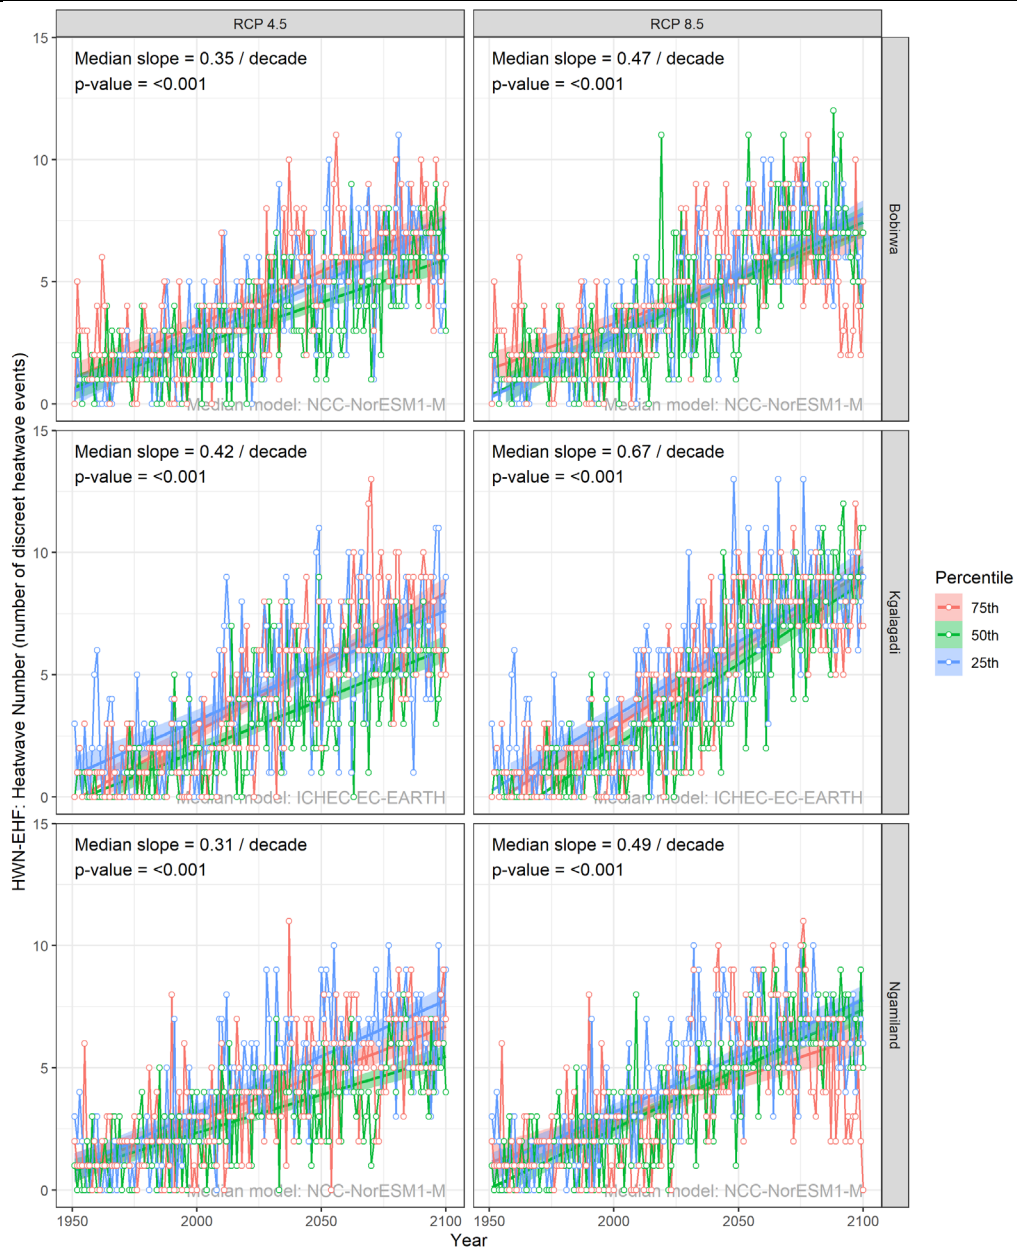 RCP 4.5
RCP 8.5
HWN-EHF: Heatwave Number (number of discreet heatwave events)
15
10
5
0
Median slope = 0.35 / decade
p-value = <0.001
Median model: NCC-NorESM1-M
Median slope = 0.47 / decade
p-value = <0.001
Median model: NCC-NorESM1-M
Bobirwa
15
10
5
0
Median slope = 0.42 / decade
p-value = <0.001
Median model: ICHEC-EC-EARTH
Median slope = 0.67 / decade
p-value = <0.001
Median model: ICHEC-EC-EARTH
Kgalagadi
15
10
5
0
Median slope = 0.31 / decade
p-value = <0.001
Median model: NCC-NorESM1-M
Median slope = 0.49 / decade
p-value = <0.001
Median model: NCC-NorESM1-M
Ngamiland
1950 2000 2050 2100
1950 2000 2050 2100
Year
Percentile
75th
50th
25th